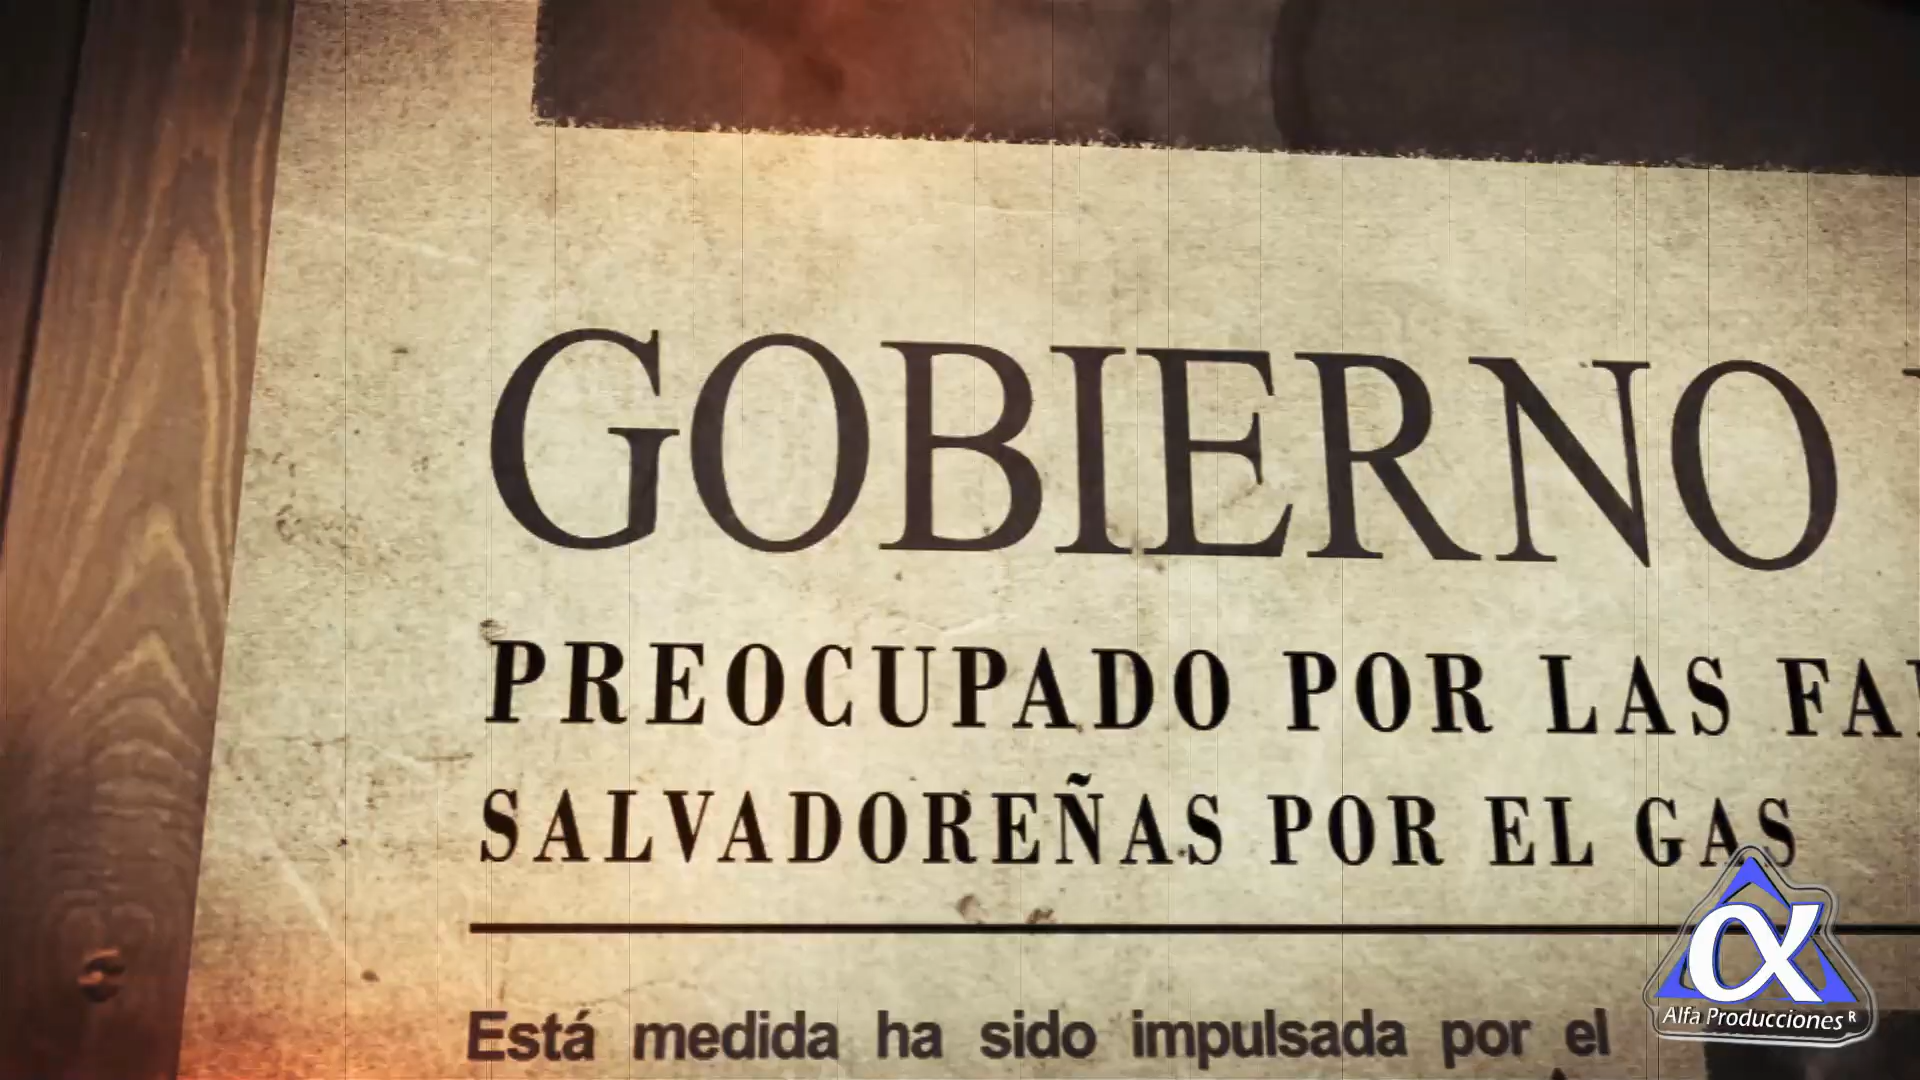 GOBIERNO
PREOCUPADO POR LAS
SALVADOREÑAS POR EL GAS
Está medida ha sido impulsada por el
α
Alfa Producciones R